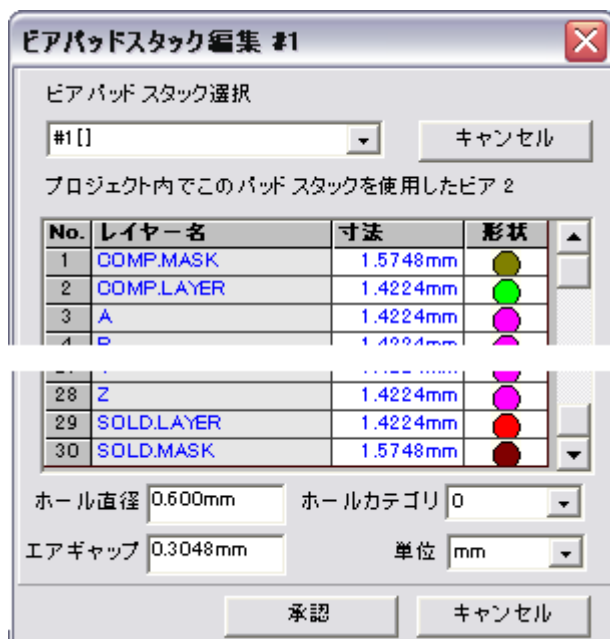 ビアパッドスタック編集 #1
ビアパッド スタック選択
#1 []
キャンセル
プロジェクト内でこのパッド スタックを使用したビア 2
No. レイヤー名 寸法 形状
1 COMP.MASK 1.5748mm
2 COMP.LAYER 1.4224mm
3 A 1.4224mm
28 Z 1.4224mm
29 SOLD.LAYER 1.4224mm
30 SOLD.MASK 1.5748mm
ホール直径 0.600mm ホールカテゴリ 0
エアギャップ 0.3048mm 単位 mm
承認 キャンセル